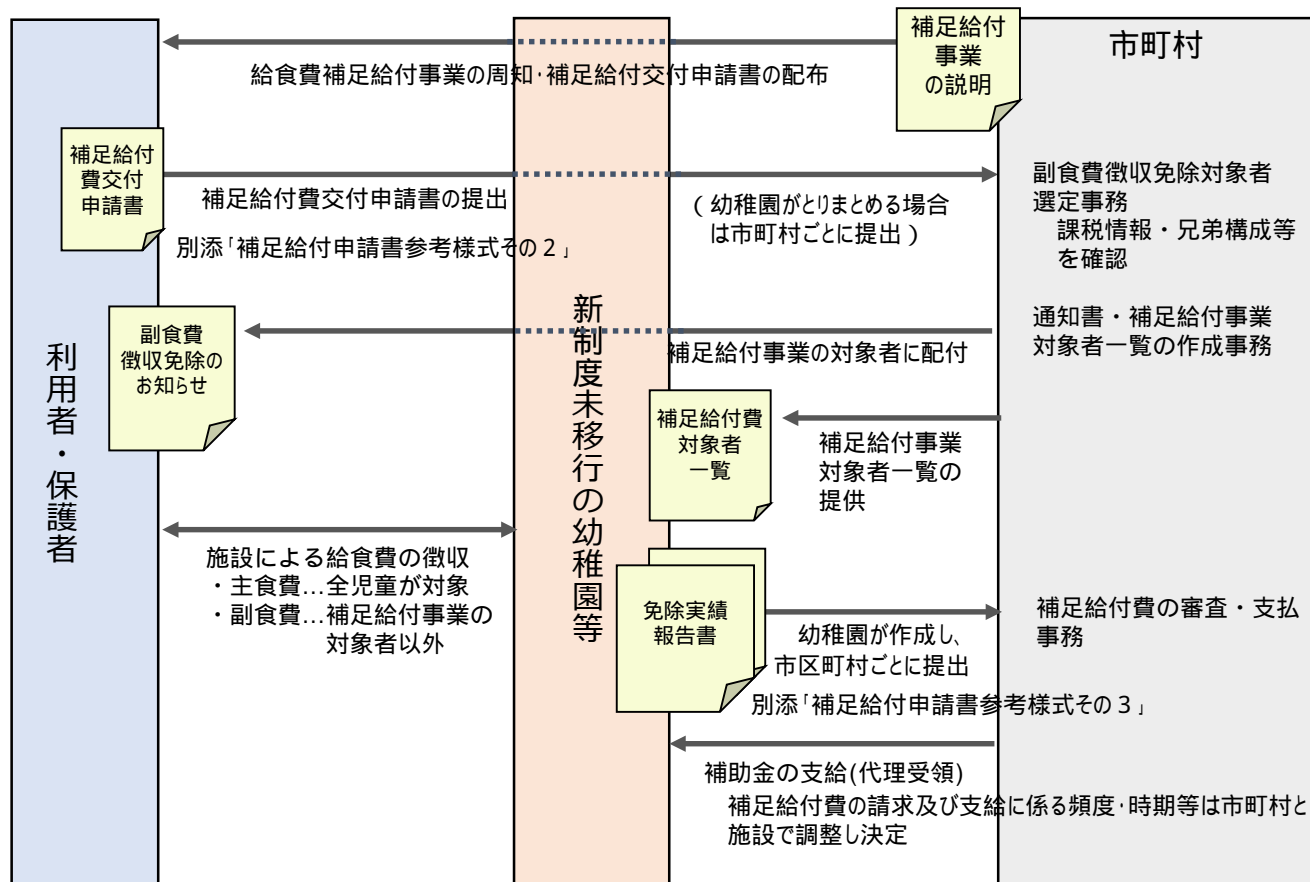 補足給付
事業
の説明
市町村
給食費補足給付事業の周知・補足給付交付申請書の配布
補足給付
費交付
申請書
補足給付費交付申請書の提出
(幼稚園がとりまとめる場合
は市町村ごとに提出)
別添「補足給付申請書参考様式その2」
副食費徴収免除対象者
選定事務
課税情報・兄弟構成等
を確認
副食費
徴収免除の
お知らせ
補足給付事業の対象者に配付
通知書・補足給付事業
対象者一覧の作成事務
利用者・保護者
新制度未移行の幼稚園等
補足給付費
対象者
一覧
補足給付事業
対象者一覧の
提供
施設による給食費の徴収
・主食費…全児童が対象
・副食費…補足給付事業の
対象者以外
免除実績
報告書
幼稚園が作成し、
市区町村ごとに提出
別添「補足給付申請書参考様式その3」
補足給付費の審査・支払
事務
補助金の支給(代理受領)
補足給付費の請求及び支給に係る頻度・時期等は市町村と
施設で調整し決定